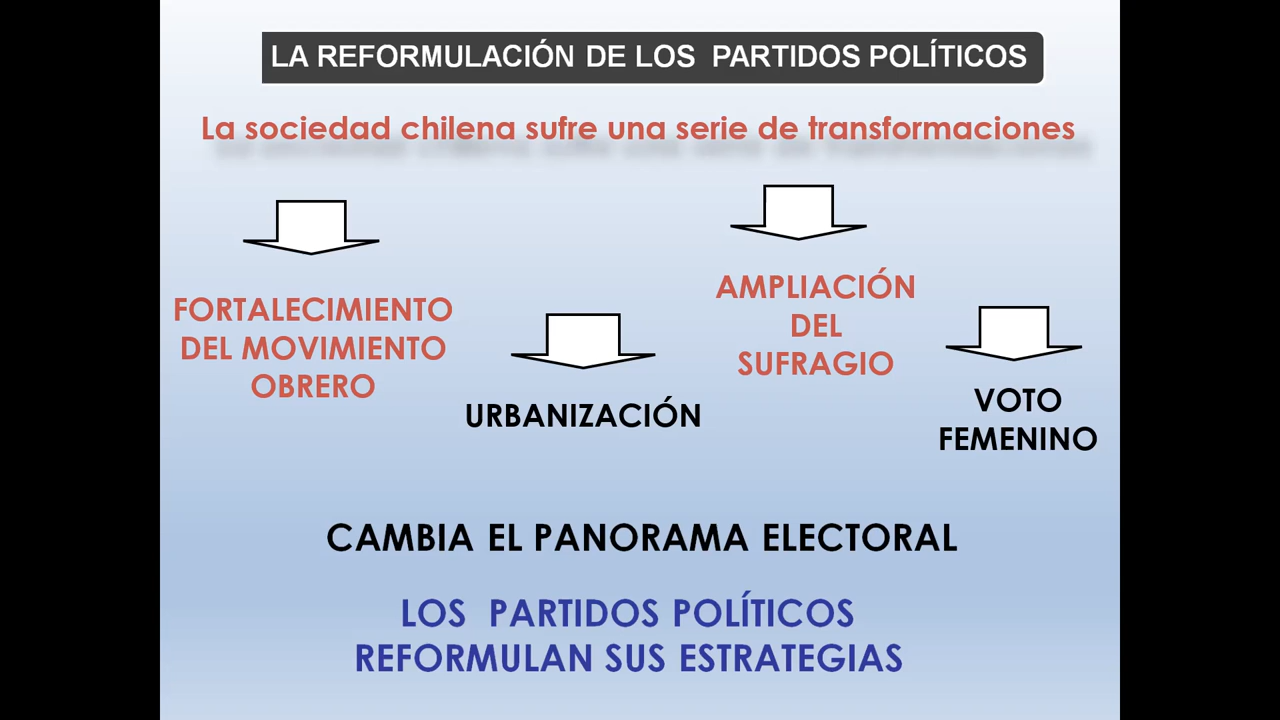 LA REFORMULACIÓN DE LOS PARTIDOS POLÍTICOS
La sociedad chilena sufre una serie de transformaciones
FORTALECIMIENTO
DEL MOVIMIENTO
OBRERO
URBANIZACIÓN
AMPLIACIÓN
DEL
SUFRAGIO
VOTO
FEMENINO
CAMBIA EL PANORAMA ELECTORAL
LOS PARTIDOS POLÍTICOS
REFORMULAN SUS ESTRATEGIAS